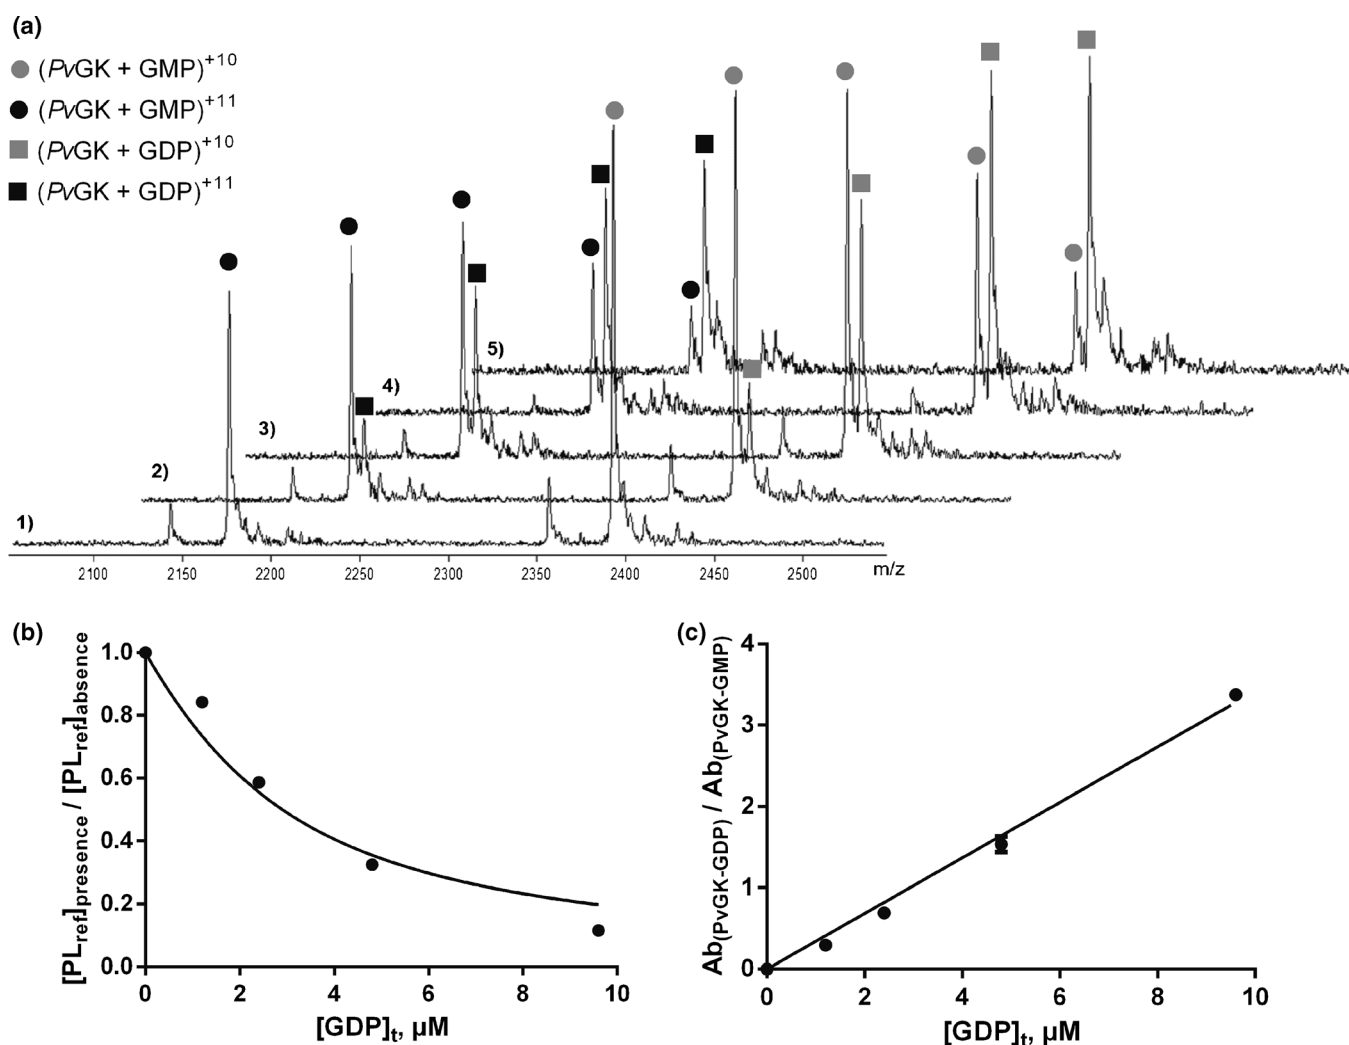 (a)
(PvGK + GMP)+10
(PvGK + GMP)+11
(PvGK + GDP)+10
(PvGK + GDP)+11
5)
4)
3)
2)
1)
2100 2150 2200 2250 2300 2350 2400 2450 2500 m/z
(b)
[PLref]presence / [PLref]absence
1.0
0.8
0.6
0.4
0.2
0.0
0 2 4 6 8 10
[GDP]t, µM
(c)
Ab(PvGK-GDP) / Ab(PvGK-GMP)
4
3
2
1
0
0 2 4 6 8 10
[GDP]t, µM